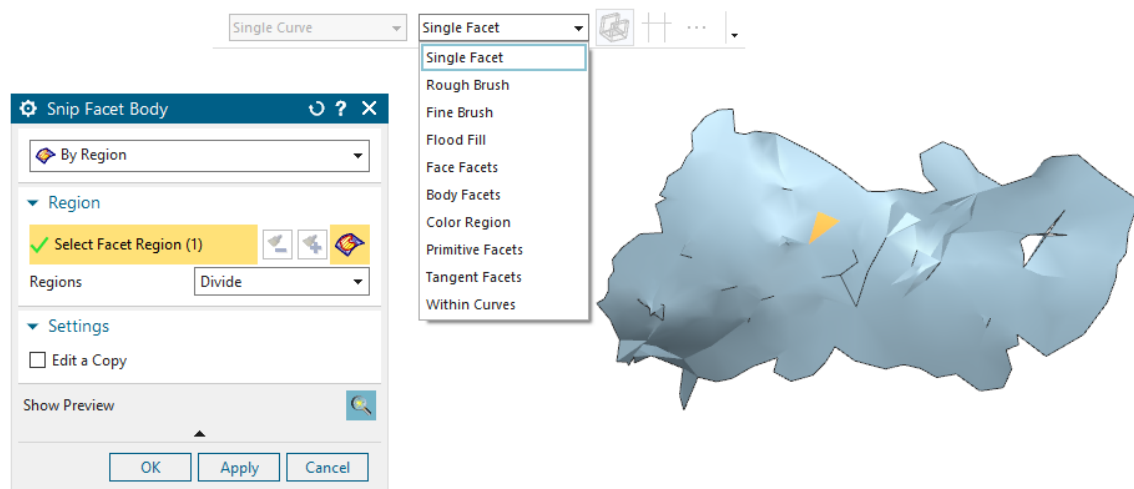 Single Curve
Single Facet
Single Facet
Rough Brush
Fine Brush
Flood Fill
Face Facets
Body Facets
Color Region
Primitive Facets
Tangent Facets
Within Curves
Snip Facet Body
By Region
Region
Select Facet Region (1)
Regions Divide
Settings
Edit a Copy
Show Preview
OK Apply Cancel